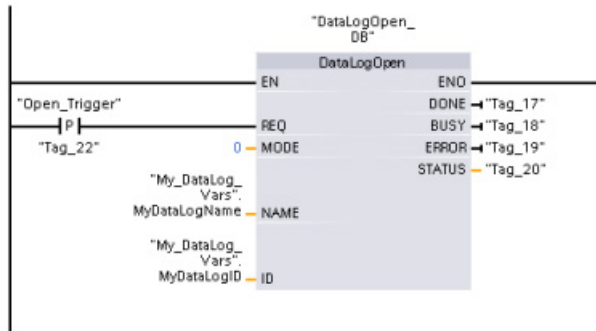 "DataLogOpen_
DB"
DataLogOpen
EN
ENO
"Open_Trigger"
DONE
"Tag_17"
P
REQ
BUSY
"Tag_18"
"Tag_22"
0
MODE
ERROR
"Tag_19"
STATUS
"Tag_20"
"My_DataLog_
Vars".
MyDataLogName
NAME
"My_DataLog_
Vars".
MyDataLogID
ID